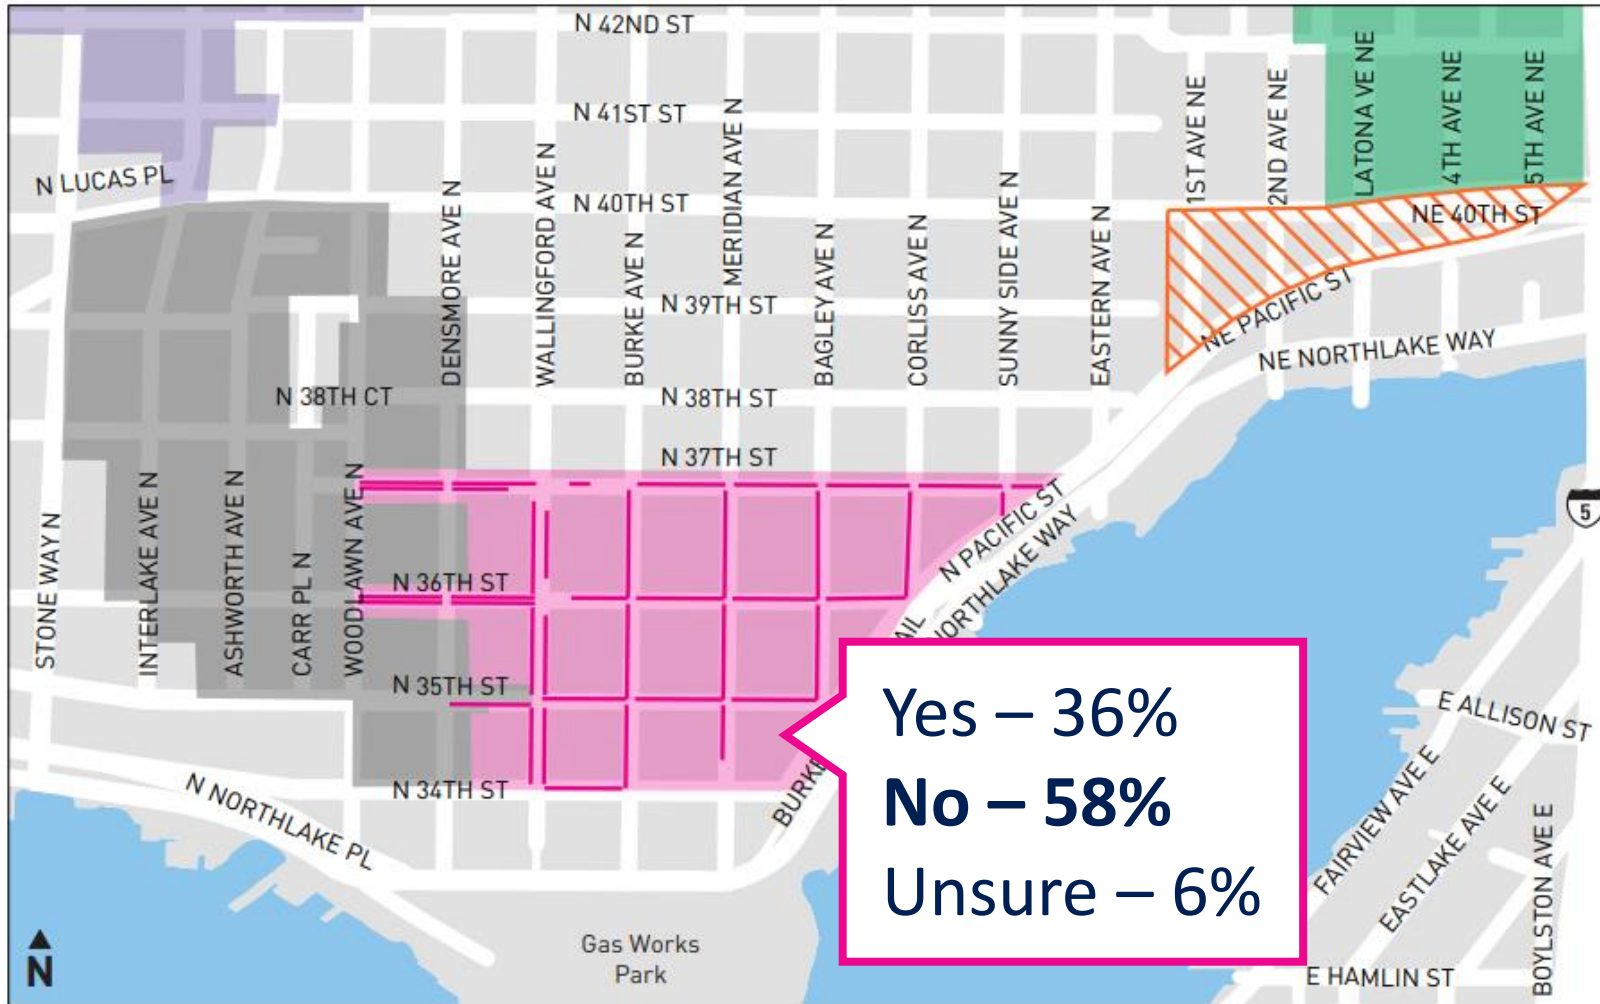 N 42ND ST
N 41ST ST
N LUCAS PL
N 40TH ST
NE 40TH ST
N 39TH ST
N 38TH CT
N 38TH ST
N 37TH ST
N 36TH ST
N 35TH ST
N 34TH ST
STONE WAY N
INTERLAKE AVE N
ASHWORTH AVE N
CARR PL N
WOODLAWN AVE N
DENSMORE AVE N
WALLINGFORD AVE N
BURKE AVE N
MERIDIAN AVE N
BAGLEY AVE N
CORLISS AVE N
SUNNY SIDE AVE N
EASTERN AVE N
1ST AVE NE
2ND AVE NE
LATONA AVE NE
4TH AVE NE
5TH AVE NE
NE PACIFIC ST
NE NORTHLAKE WAY
N PACIFIC ST
NORTHLAKE WAY
BURKE
AIL
5
Yes – 36%
No – 58%
Unsure – 6%
N NORTHLAKE PL
Gas Works
Park
E ALLISON ST
FAIRVIEW AVE E
EASTLAKE AVE E
BOYLSTON AVE E
E HAMLIN ST
N